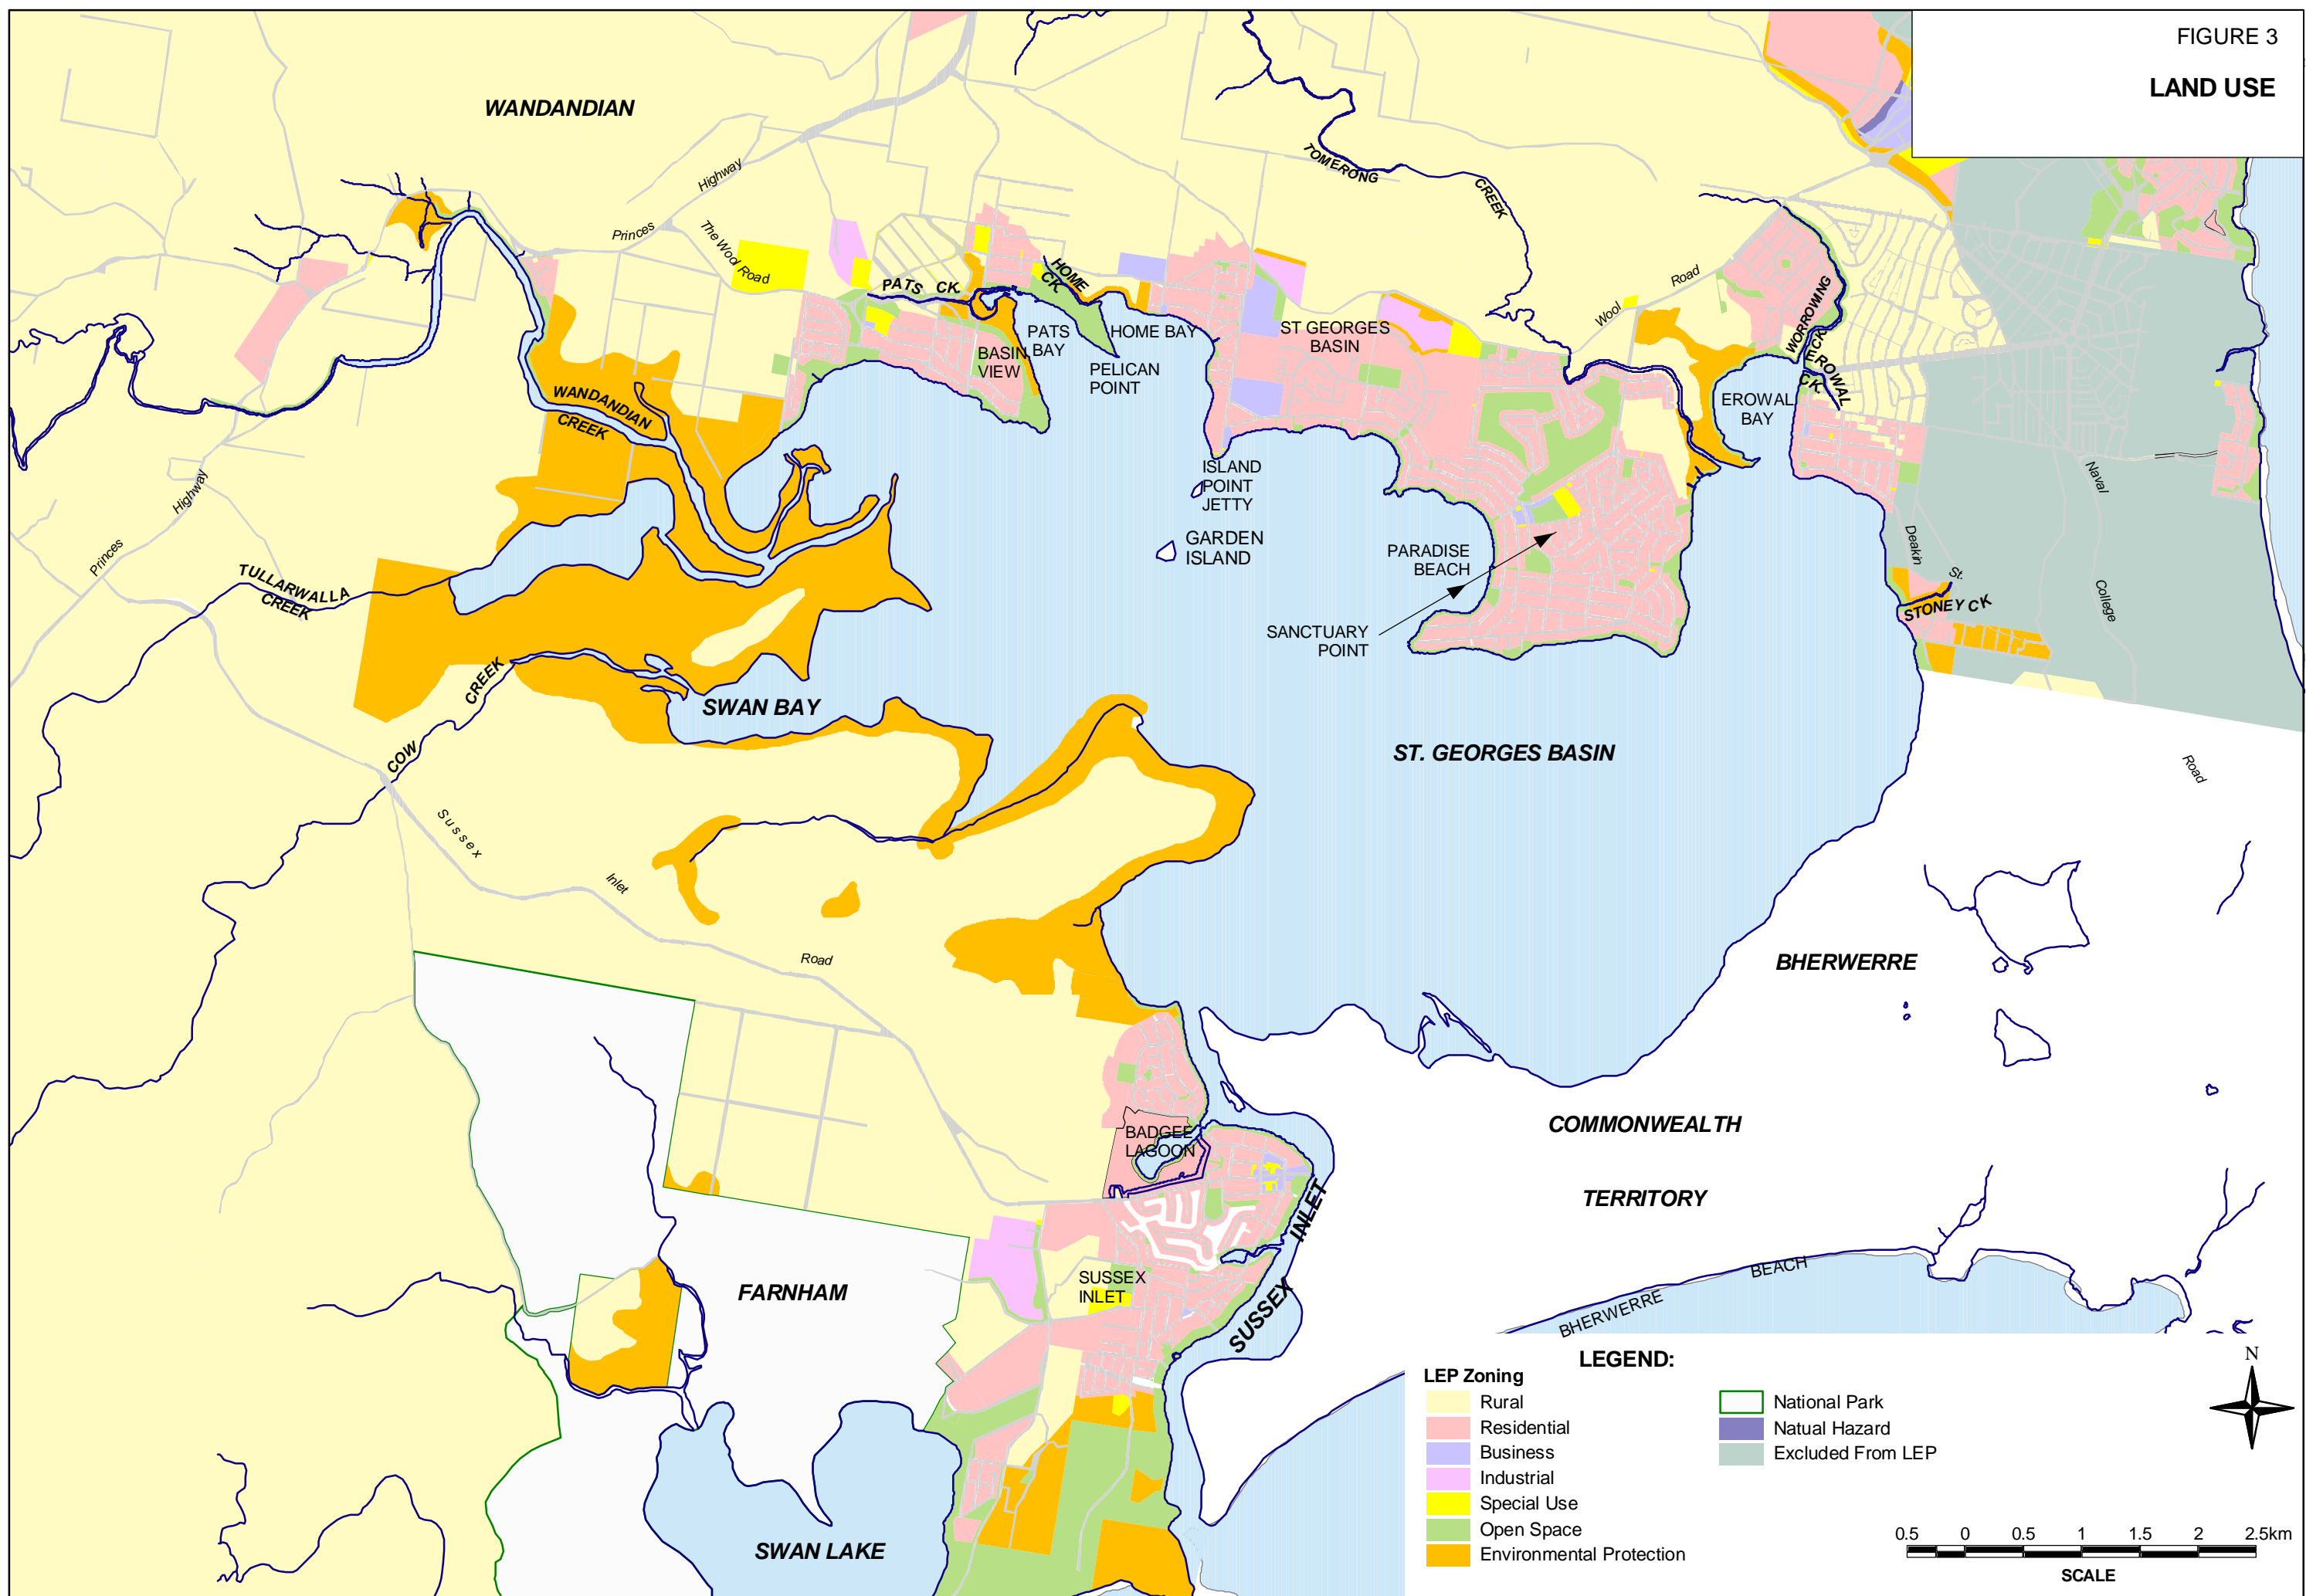 FIGURE 3
LAND USE
WANDANDIAN
Highway
Princes
The Wool Road
TOMERONG
CREEK
PATS CK.
HOME
CK.
PATS
BAY
HOME BAY
BASIN
VIEW
PELICAN
POINT
ST GEORGES
BASIN
Wool
Road
WORROWING
CK.
EROWAL
CK.
EROWAL
BAY
WANDANDIAN
CREEK
ISLAND
POINT
JETTY
GARDEN
ISLAND
PARADISE
BEACH
SANCTUARY
POINT
Naval
College
Road
Deakin
St.
STONEY CK
Highway
Princes
TULLARWALLA
CREEK
CREEK
COW
SWAN BAY
ST. GEORGES BASIN
Sussex
Inlet
Road
BHERWERRE
COMMONWEALTH
TERRITORY
BADGEE
LAGOON
SUSSEX
INLET
SUSSEX
INLET
FARNHAM
BHERWERRE
BEACH
SWAN LAKE
LEGEND:
LEP Zoning
Rural
Residential
Business
Industrial
Special Use
Open Space
Environmental Protection
National Park
Natual Hazard
Excluded From LEP
N
0.5 0 0.5 1 1.5 2 2.5km
SCALE